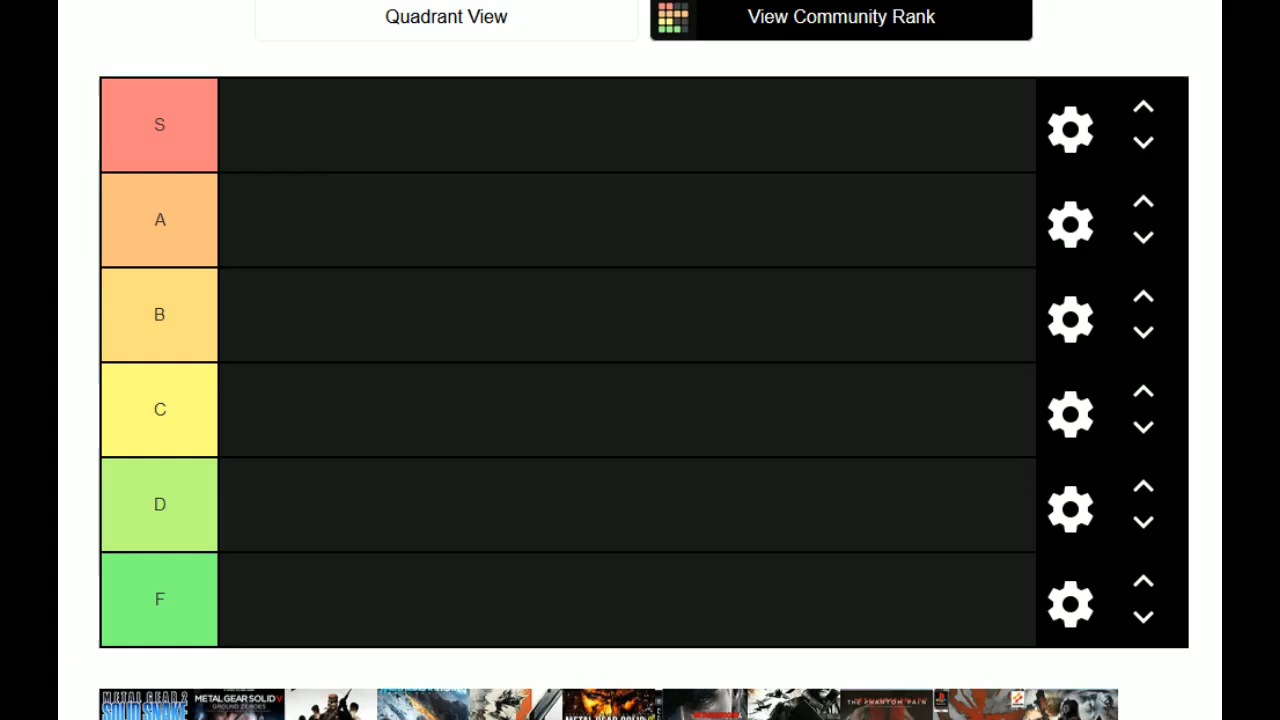 Quadrant View
View Community Rank
S
A
B
C
D
F
METAL GEAR 2
SOLID SNAKE
METAL GEAR SOLID V
GROUND ZEROES
METAL GEAR SOLID
THE PHANTOM PAIN
KONAMI